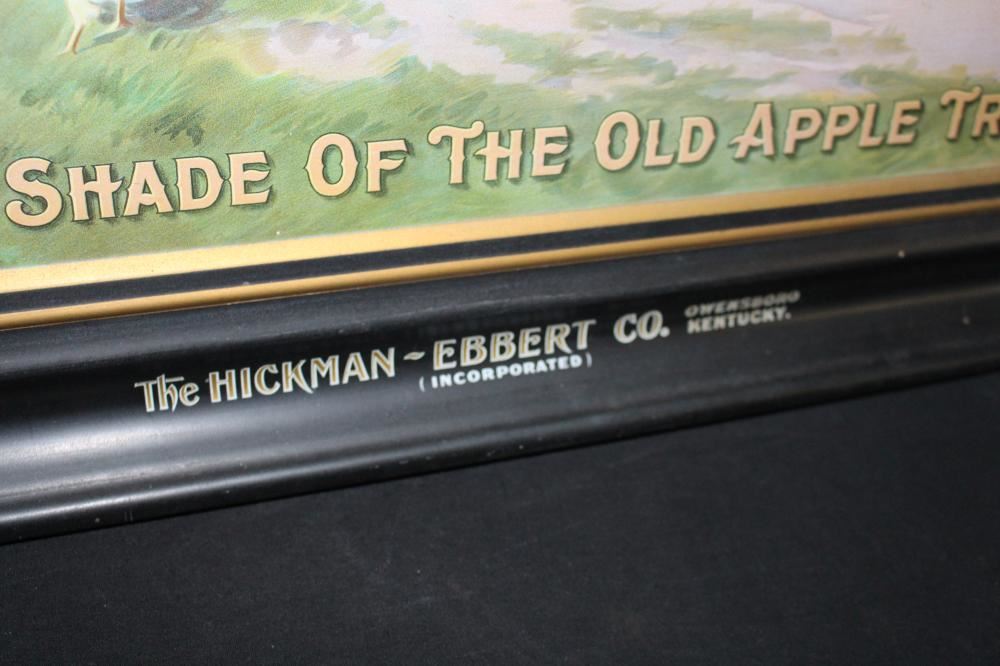 SHADE OF THE OLD APPLE TR
The HICKMAN ~ EBBERT CO. OWENSBORO KENTUCKY.
(INCORPORATED)